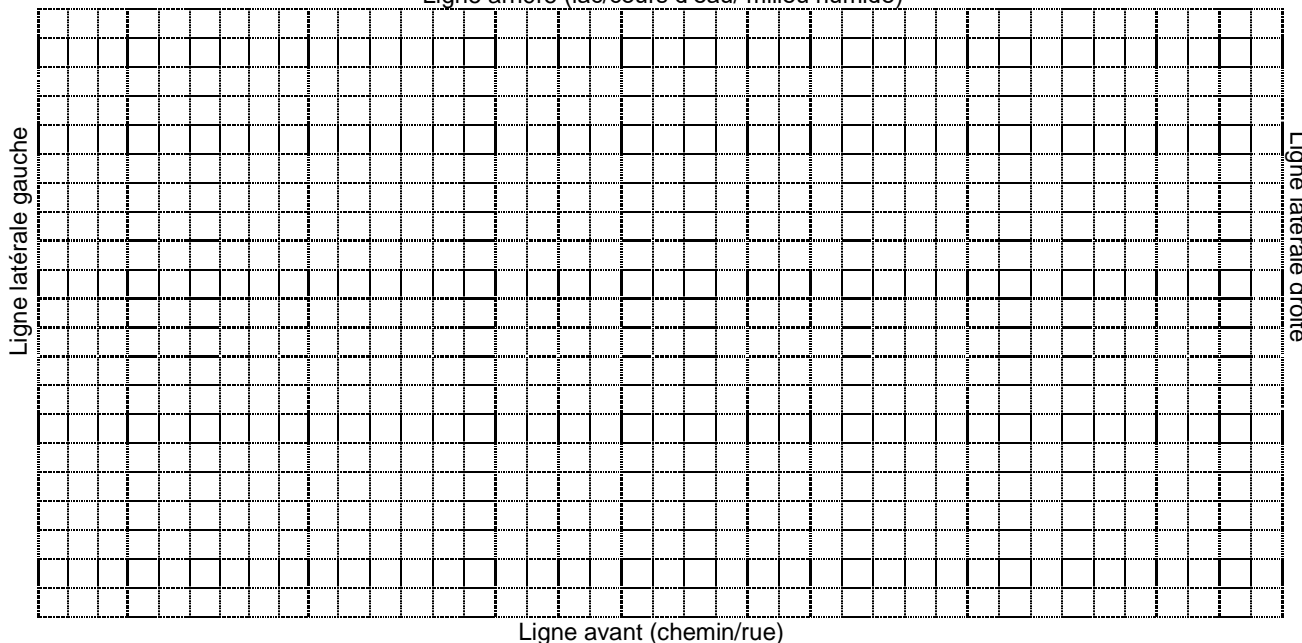 Ligne arrière (lac/cours d'eau/ milieu humide)
Ligne latérale gauche
Ligne latérale droite
Ligne avant (chemin/rue)